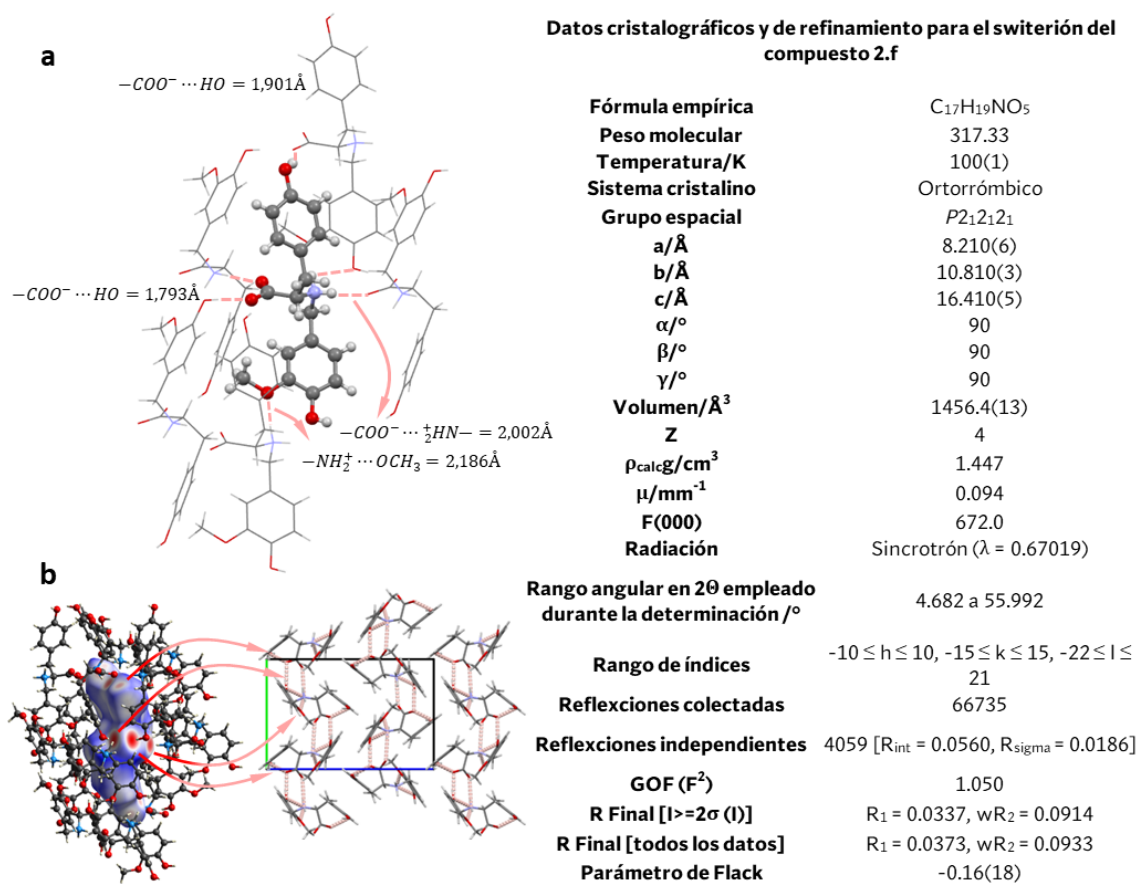 a
−COO⁻ ⋯ HO = 1,901Å
−COO⁻ ⋯ HO = 1,793Å
−COO⁻ ⋯ ⁺₂HN− = 2,002Å
−NH₂⁺ ⋯ OCH₃ = 2,186Å
b
Datos cristalográficos y de refinamiento para el switerión del
compuesto 2.f
Fórmula empírica C₁₇H₁₉NO₅
Peso molecular 317.33
Temperatura/K 100(1)
Sistema cristalino Ortorrómbico
Grupo espacial P2₁2₁2₁
a/Å 8.210(6)
b/Å 10.810(3)
c/Å 16.410(5)
α/° 90
β/° 90
γ/° 90
Volumen/Å³ 1456.4(13)
Z 4
ρcalcg/cm³ 1.447
μ/mm⁻¹ 0.094
F(000) 672.0
Radiación Sincrotrón (λ = 0.67019)
Rango angular en 2Θ empleado
durante la determinación /° 4.682 a 55.992
Rango de índices -10 ≤ h ≤ 10, -15 ≤ k ≤ 15, -22 ≤ l ≤
21
Reflexiones colectadas 66735
Reflexiones independientes 4059 [Rint = 0.0560, Rsigma = 0.0186]
GOF (F²) 1.050
R Final [I>=2σ (I)] R₁ = 0.0337, wR₂ = 0.0914
R Final [todos los datos] R₁ = 0.0373, wR₂ = 0.0933
Parámetro de Flack -0.16(18)